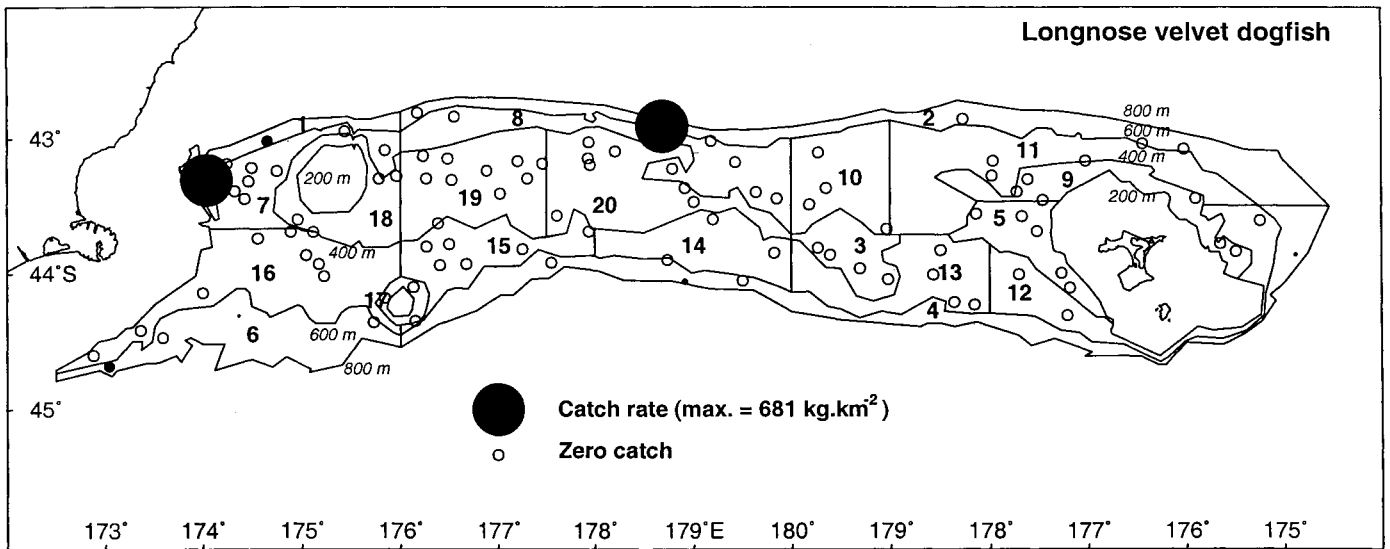 Longnose velvet dogfish
800 m
2
8
600 m
43°
11
400 m
9
200 m
10
200 m
19
7
18
20
5
400 m
15
14
3
16
13
44°S
12
17
4
600 m
6
800 m
45°
Catch rate (max. = 681 kg.km-2)
Zero catch
173° 174° 175° 176° 177° 178° 179°E 180° 179° 178° 177° 176° 175°